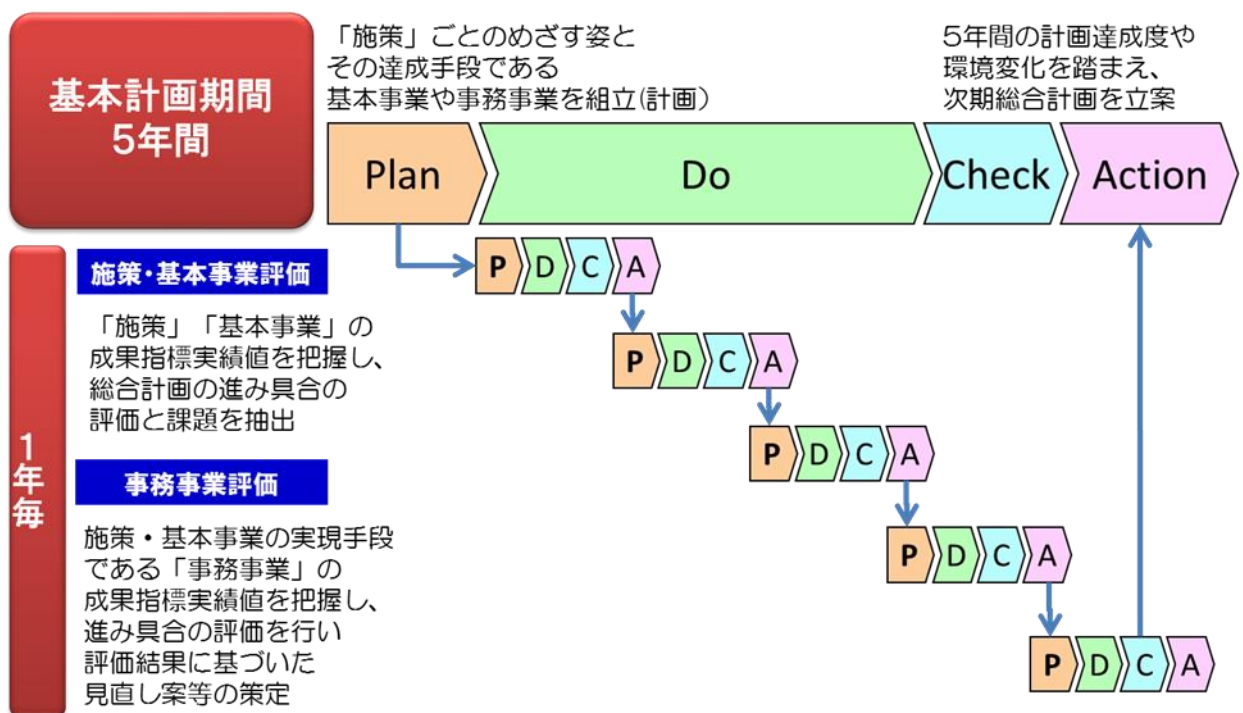 基本計画期間
5年間
「施策」ごとのめざす姿と
その達成手段である
基本事業や事務事業を組立(計画)
5年間の計画達成度や
環境変化を踏まえ、
次期総合計画を立案
Plan
Do
Check
Action
1年毎
施策・基本事業評価
「施策」「基本事業」の
成果指標実績値を把握し、
総合計画の進み具合の
評価と課題を抽出
事務事業評価
施策・基本事業の実現手段
である「事務事業」の
成果指標実績値を把握し、
進み具合の評価を行い
評価結果に基づいた
見直し案等の策定
P D C A
P D C A
P D C A
P D C A
P D C A